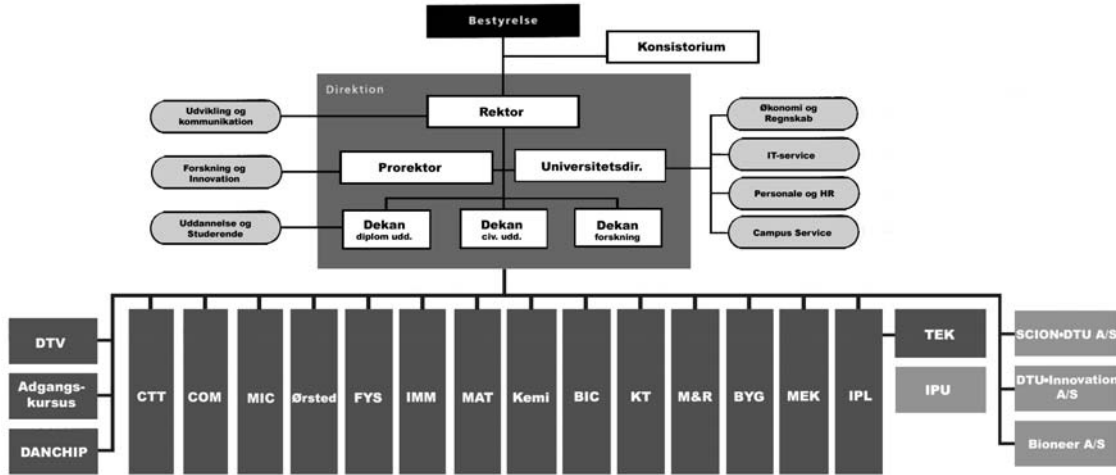 Bestyrelse
Konsistorium
Direktion
Rektor
Udvikling og
kommunikation
Økonomi og
Regnskab
Prorektor
Universitetsdir.
Forskning og
Innovation
IT-service
Personale og HR
Uddannelse og
Studerende
Dekan
diplom udd.
Dekan
civ. udd.
Dekan
forskning
Campus Service
DTV
Adgangs-
kursus
DANCHIP
CTT
COM
MIC
Ørsted
FYS
IMM
MAT
Kemi
BIC
KT
M&R
BYG
MEK
IPL
TEK
IPU
SCION•DTU A/S
DTU•Innovation
A/S
Bioneer A/S